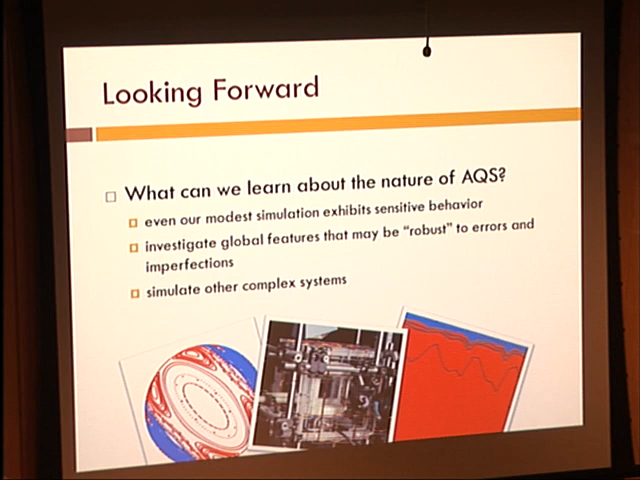 Looking Forward
What can we learn about the nature of AQS?
even our modest simulation exhibits sensitive behavior
investigate global features that may be “robust” to errors and
imperfections
simulate other complex systems